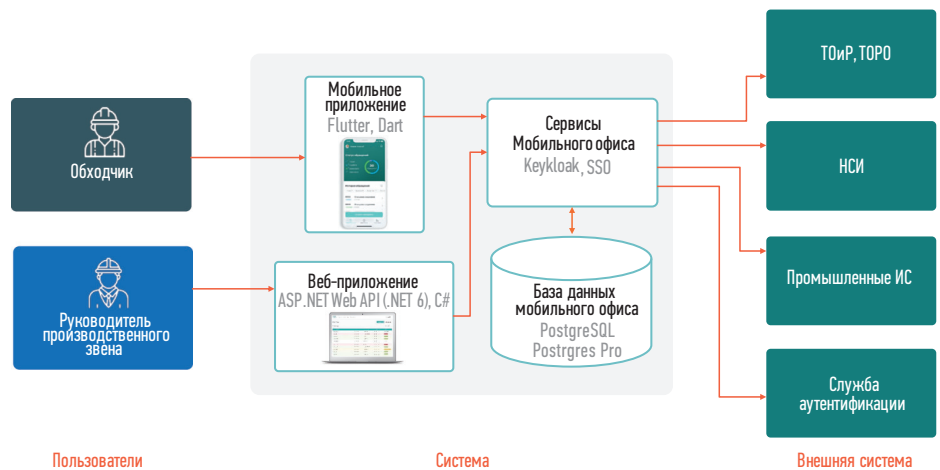 Обходчик
Руководитель
производственного
звена
Пользователи
Мобильное
приложение
Flutter, Dart
Веб-приложение
ASP.NET Web API (.NET 6), C#
Сервисы
Мобильного офиса
Keykloak, SSO
База данных
мобильного офиса
PostgreSQL
Postrgres Pro
Система
ТОиР, ТОРО
НСИ
Промышленные ИС
Служба
аутентификации
Внешняя система